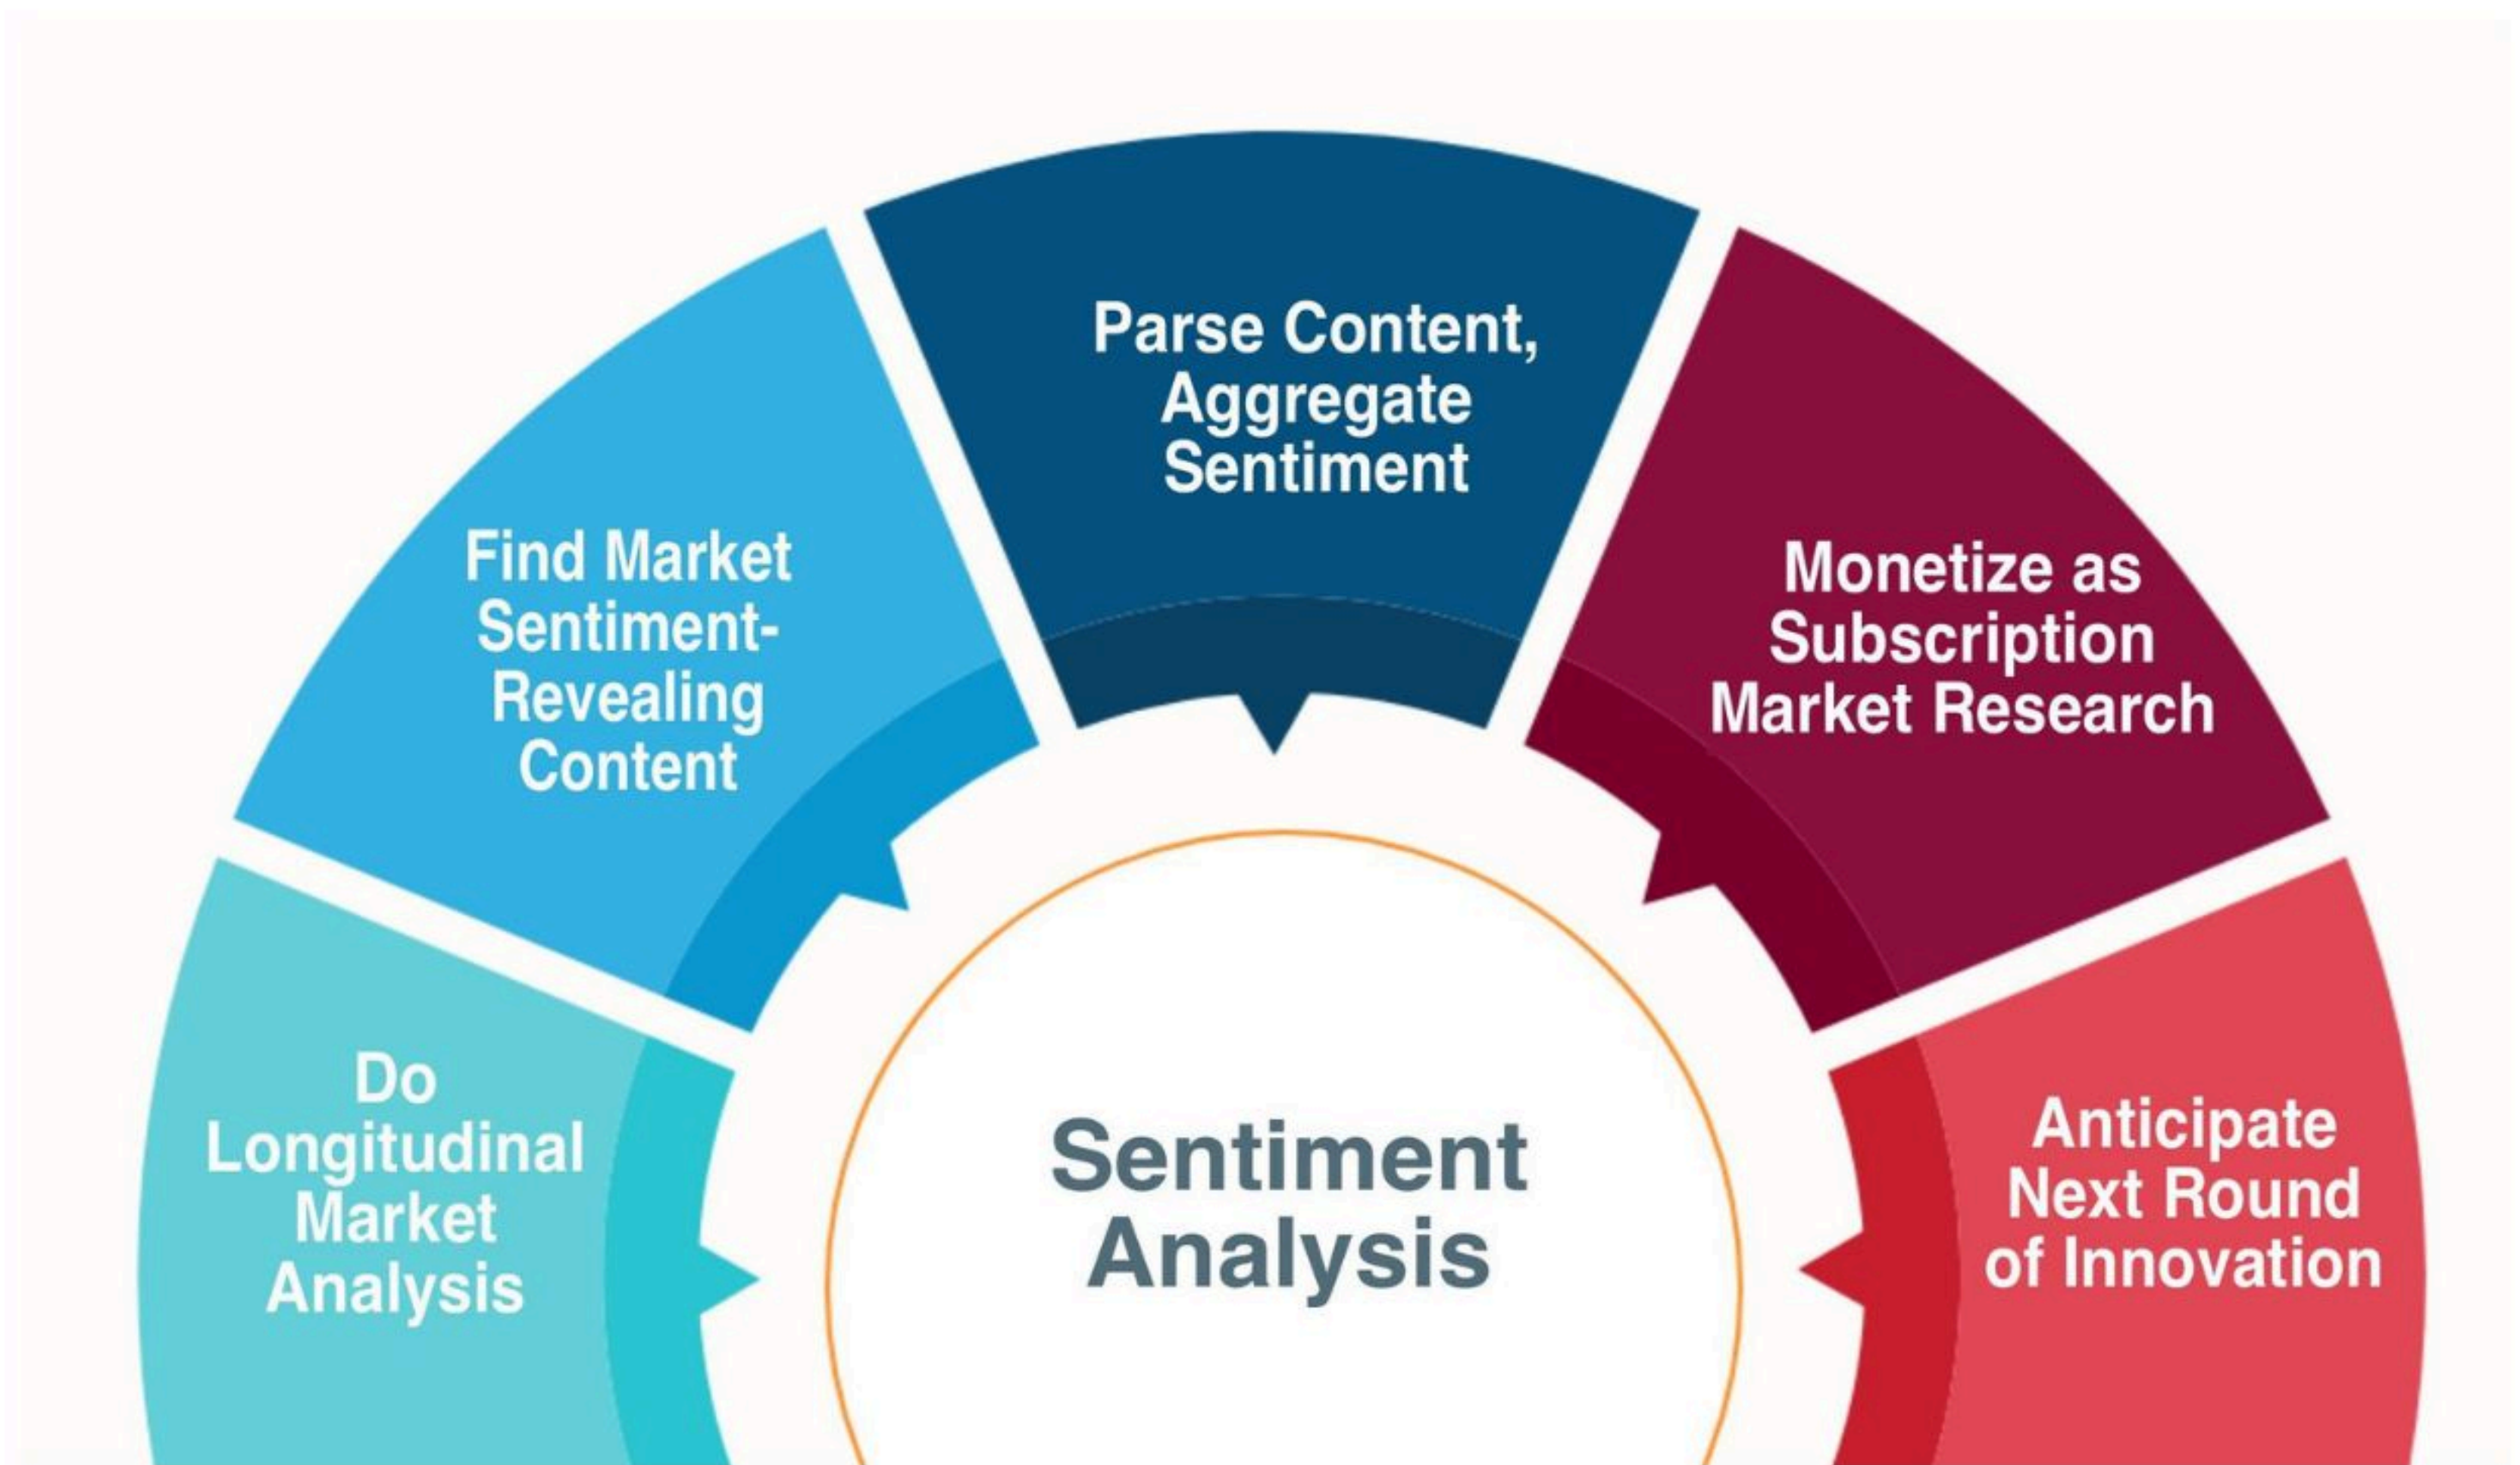 Parse Content,
Aggregate
Sentiment
Find Market
Sentiment-
Revealing
Content
Monetize as
Subscription
Market Research
Do
Longitudinal
Market
Analysis
Sentiment
Analysis
Anticipate
Next Round
of Innovation